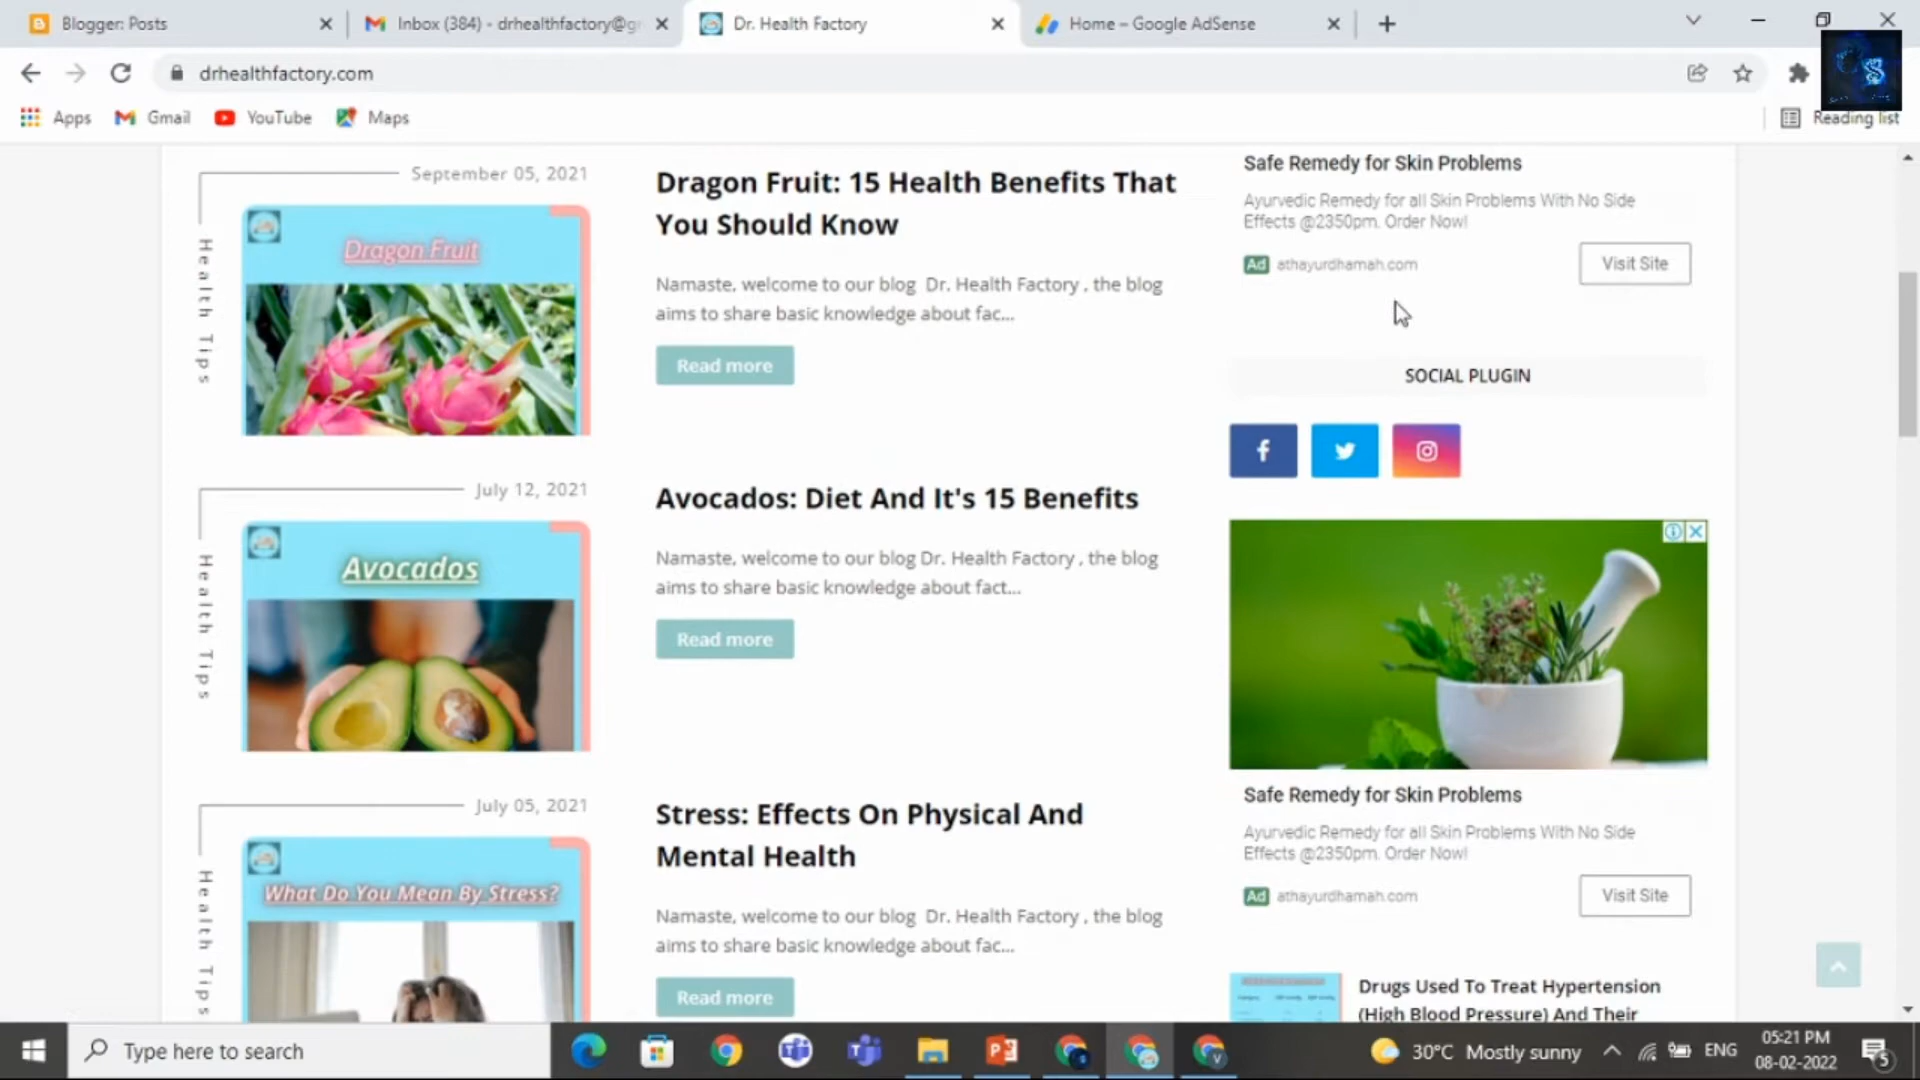 Blogger: Posts
Inbox (384) - drhealthfactory@g
Dr. Health Factory
Home – Google AdSense
drhealthfactory.com
Apps
Gmail
YouTube
Maps
Reading list
September 05, 2021
Health Tips
Dragon Fruit
Dragon Fruit: 15 Health Benefits That
You Should Know
Namaste, welcome to our blog Dr. Health Factory , the blog
aims to share basic knowledge about fac...
Read more
July 12, 2021
Health Tips
Avocados
Avocados: Diet And It's 15 Benefits
Namaste, welcome to our blog Dr. Health Factory , the blog
aims to share basic knowledge about fact...
Read more
July 05, 2021
Health Tips
What Do You Mean By Stress?
Stress: Effects On Physical And
Mental Health
Namaste, welcome to our blog Dr. Health Factory , the blog
aims to share basic knowledge about fac...
Read more
Safe Remedy for Skin Problems
Ayurvedic Remedy for all Skin Problems With No Side
Effects @2350pm. Order Now!
Ad athayurdhamah.com
Visit Site
SOCIAL PLUGIN
Safe Remedy for Skin Problems
Ayurvedic Remedy for all Skin Problems With No Side
Effects @2350pm. Order Now!
Ad athayurdhamah.com
Visit Site
Drugs Used To Treat Hypertension
(High Blood Pressure) And Their
Type here to search
30°C Mostly sunny
ENG
05:21 PM
08-02-2022
5